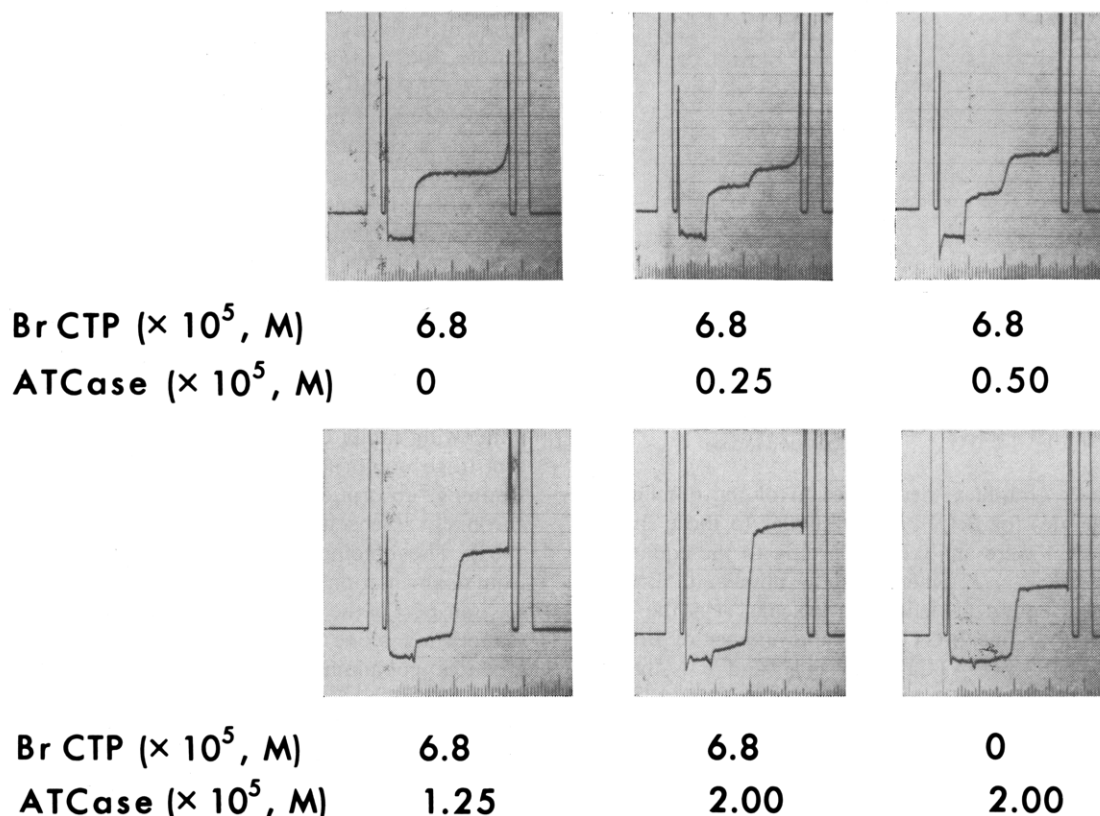 Br CTP (× 10⁵, M) 6.8 6.8 6.8
ATCase (× 10⁵, M) 0 0.25 0.50
Br CTP (× 10⁵, M) 6.8 6.8 0
ATCase (× 10⁵, M) 1.25 2.00 2.00